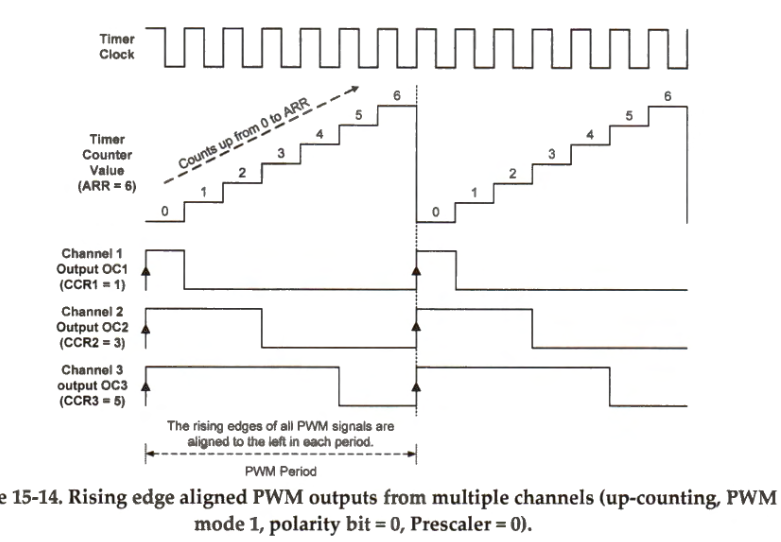 Timer
Clock
Counts up from 0 to ARR
Timer
Counter
Value
(ARR = 6)
0
1
2
3
4
5
6
0
1
2
3
4
5
6
Channel 1
Output OC1
(CCR1 = 1)
Channel 2
Output OC2
(CCR2 = 3)
Channel 3
output OC3
(CCR3 = 5)
The rising edges of all PWM signals are
aligned to the left in each period.
PWM Period
e 15-14. Rising edge aligned PWM outputs from multiple channels (up-counting, PWM
mode 1, polarity bit = 0, Prescaler = 0).